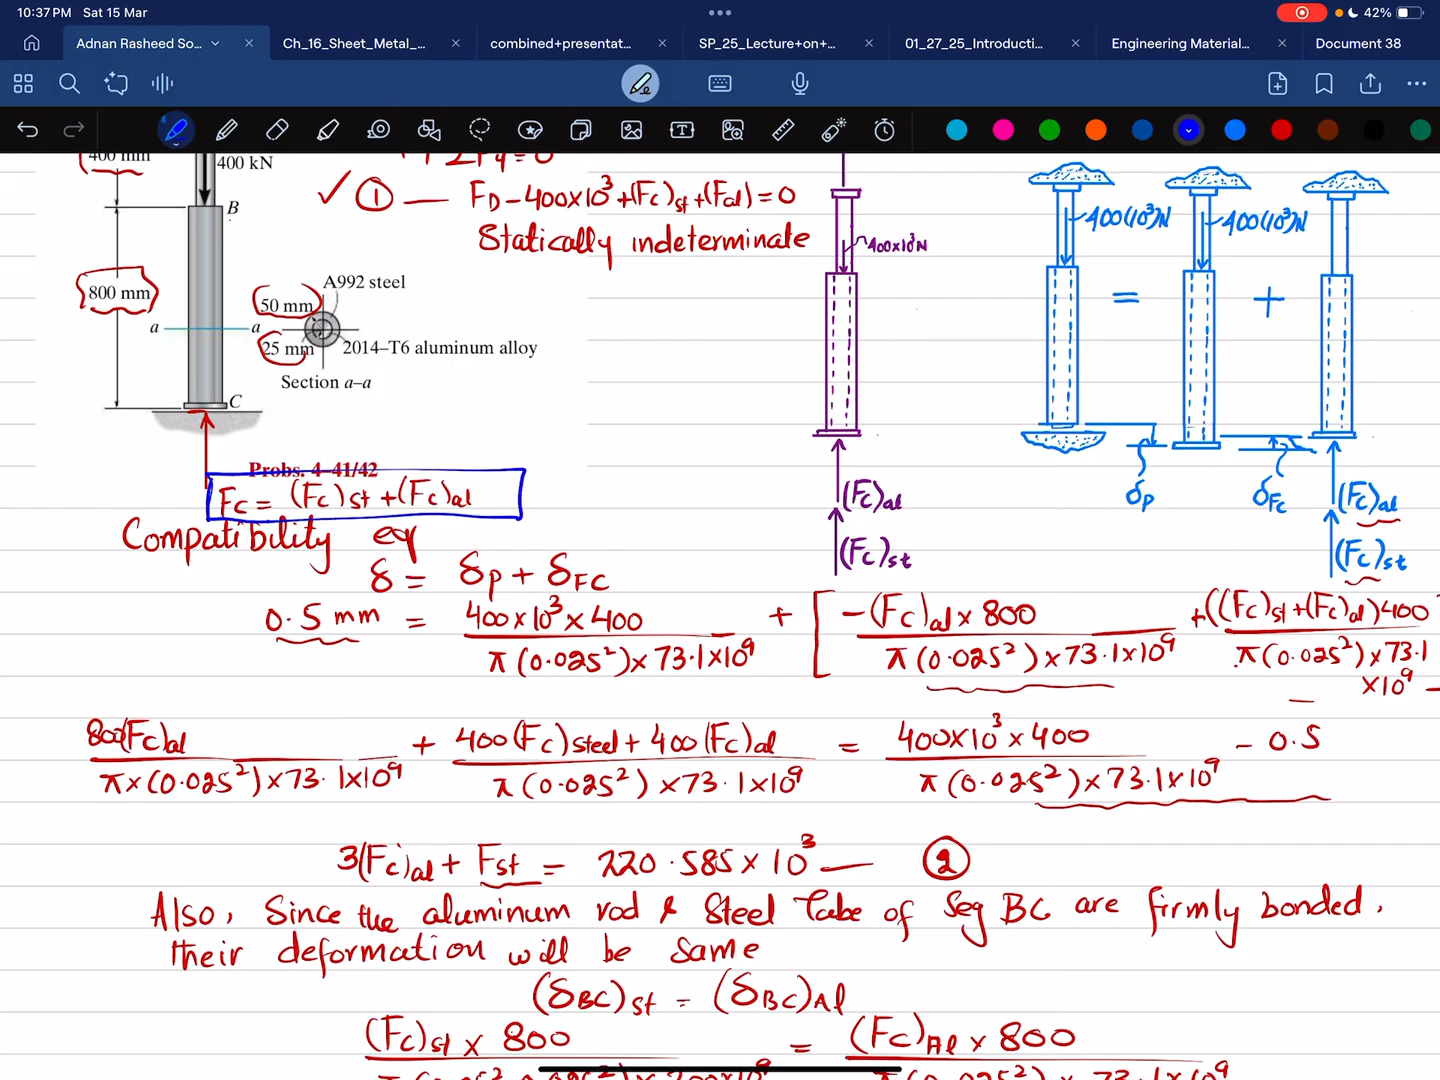 10:37 PM Sat 15 Mar
42%
Adnan Rasheed So...
Ch_16_Sheet_Metal_...
combined+presentat...
SP_25_Lecture+on+...
01_27_25_Introducti...
Engineering Material...
Document 38
400 mm
400 kN
B
800 mm
a
a
A992 steel
50 mm
25 mm
2014–T6 aluminum alloy
Section a–a
C
Probs. 4–41/42
Fc = (Fc)st + (Fc)al
+↑ΣFy=0
✓ ① — FD − 400×10³ + (Fc)st + (Fal) = 0
Statically indeterminate
400×10³N
(Fc)al
(Fc)st
400(10³)N
400(10³)N
=
+
δp
δFc
(Fc)al
(Fc)st
Compatibility eq
δ = δp + δFC
0.5 mm = 400×10³×400 / π(0.025²)×73.1×10⁹ + [ −(Fc)al × 800 / π(0.025²)×73.1×10⁹ + ((Fc)st+(Fc)al)400 / π(0.025²)×73.1×10⁹
800(Fc)al / π×(0.025²)×73.1×10⁹ + 400(Fc)steel + 400(Fc)al / π(0.025²)×73.1×10⁹ = 400×10³×400 / π(0.025²)×73.1×10⁹ − 0.5
3(Fc)al + Fst = 220.585×10³ — ②
Also, Since the aluminum rod & Steel Tube of Seg BC are firmly bonded,
their deformation will be same
(δBC)st = (δBC)Al
(Fc)st × 800 = (Fc)Al × 800